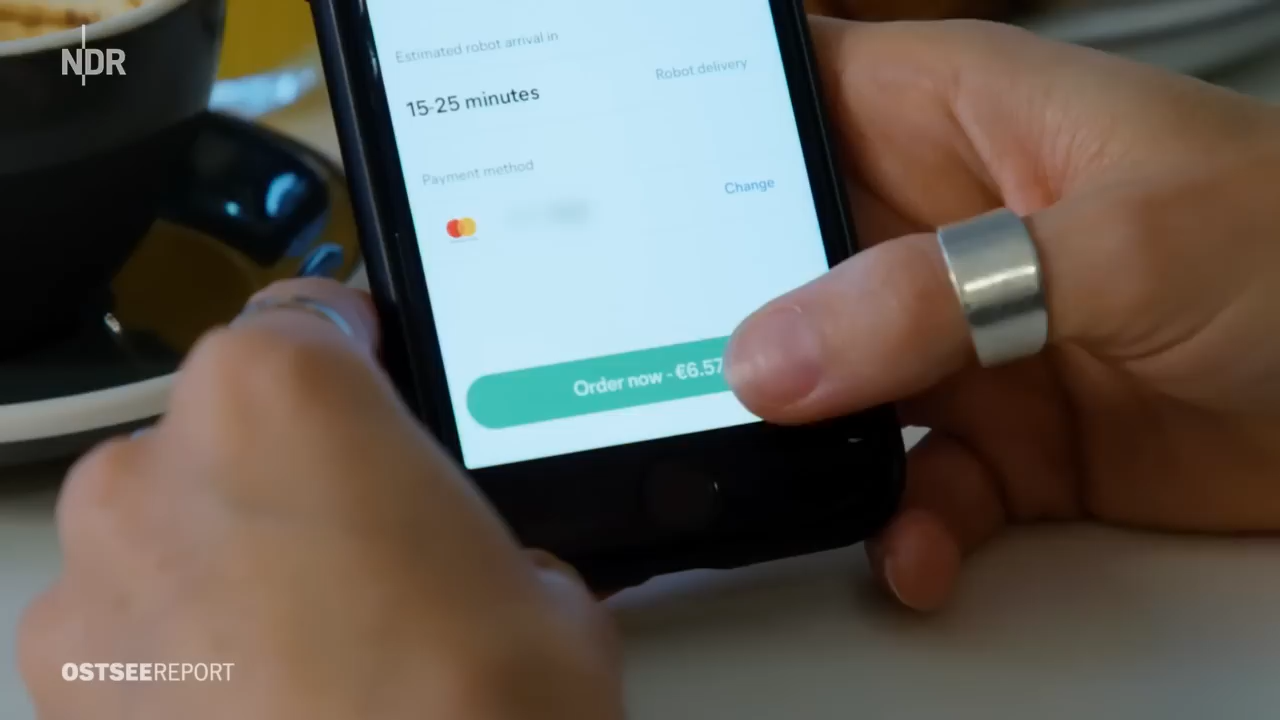 NDR
Estimated robot arrival in
15-25 minutes
Robot delivery
Payment method
Change
Order now - €6.57
OSTSEEREPORT